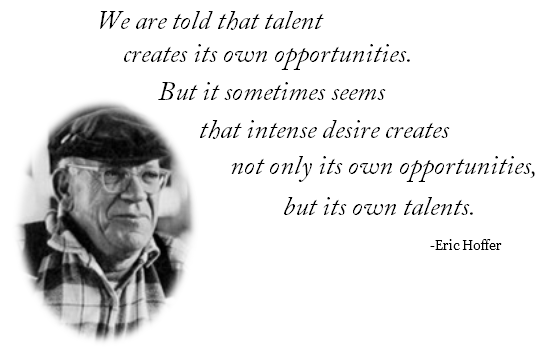 We are told that talent
creates its own opportunities.
But it sometimes seems
that intense desire creates
not only its own opportunities,
but its own talents.
-Eric Hoffer